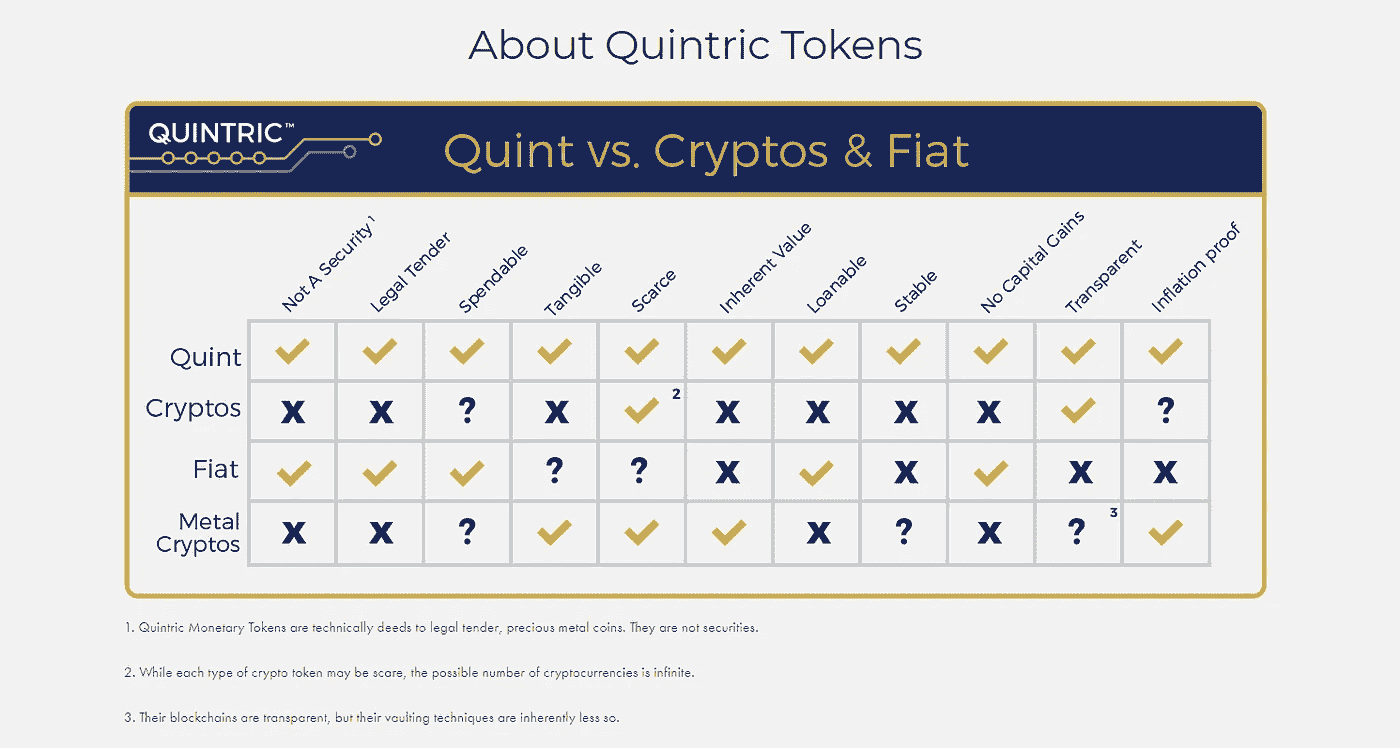 About Quintric Tokens
QUINTRIC™
Quint vs. Cryptos & Fiat
Not A Security¹
Legal Tender
Spendable
Tangible
Scarce
Inherent Value
Loanable
Stable
No Capital Gains
Transparent
Inflation proof
Quint ✓ ✓ ✓ ✓ ✓ ✓ ✓ ✓ ✓ ✓ ✓
Cryptos X X ? X ✓² X X X X ✓ ?
Fiat ✓ ✓ ✓ ? ? X ✓ X ✓ X X
Metal
Cryptos X X ? ✓ ✓ ✓ X ? X ?³ ✓
1. Quintric Monetary Tokens are technically deeds to legal tender, precious metal coins. They are not securities.
2. While each type of crypto token may be scare, the possible number of cryptocurrencies is infinite.
3. Their blockchains are transparent, but their vaulting techniques are inherently less so.